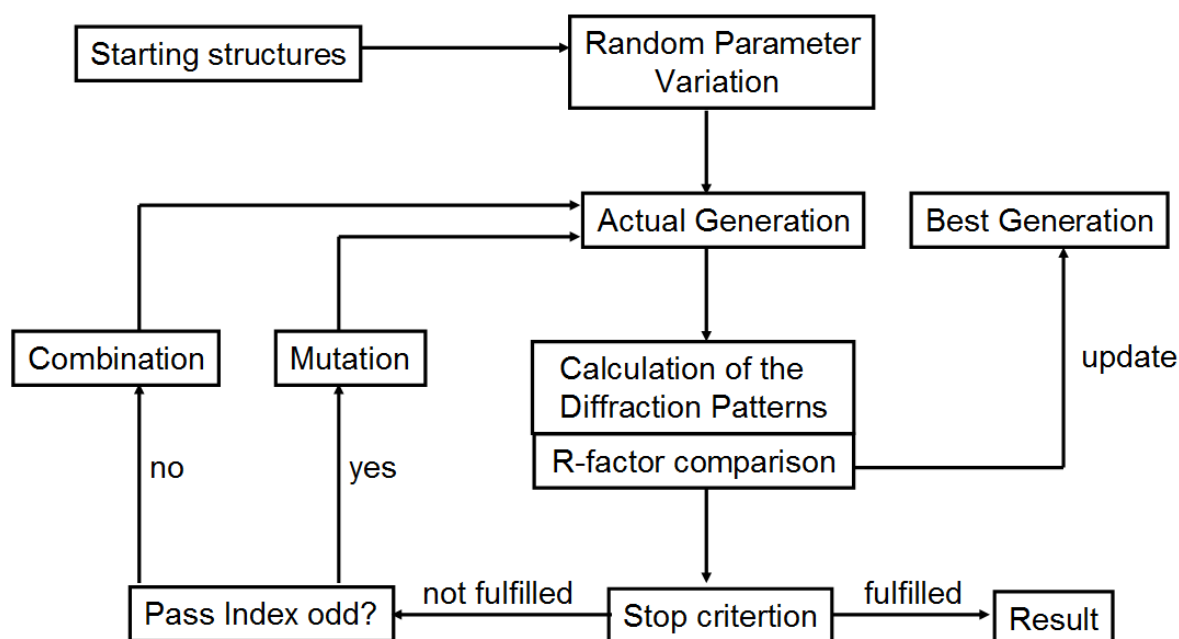 Starting structures
Random Parameter
Variation
Actual Generation
Best Generation
Combination
Mutation
Calculation of the
Diffraction Patterns
update
R-factor comparison
no
yes
Pass Index odd?
not fulfilled
Stop critertion
fulfilled
Result